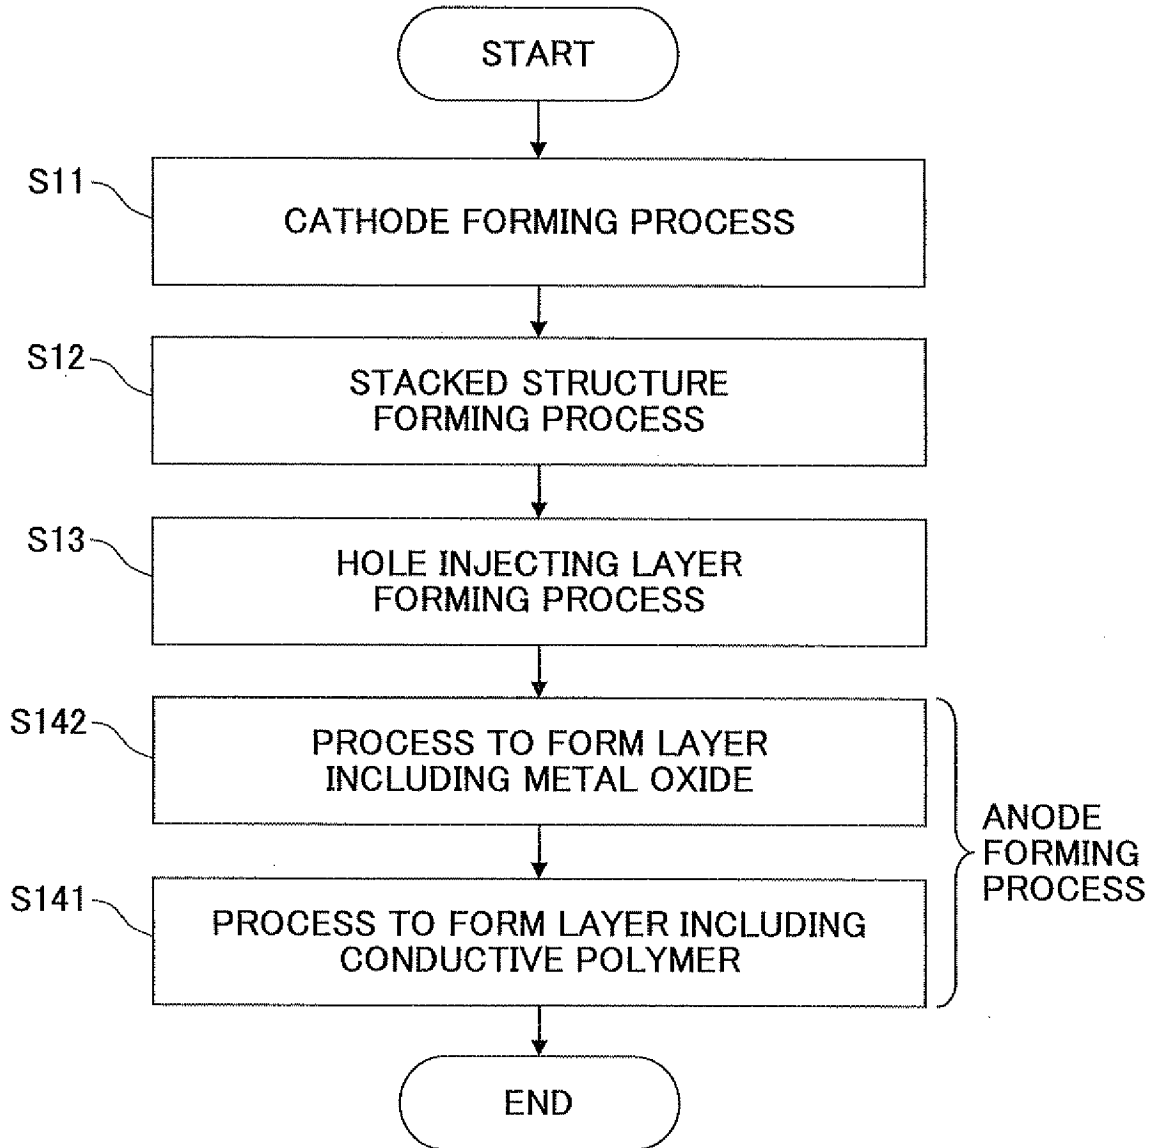 START
S11
CATHODE FORMING PROCESS
S12
STACKED STRUCTURE
FORMING PROCESS
S13
HOLE INJECTING LAYER
FORMING PROCESS
S142
PROCESS TO FORM LAYER
INCLUDING METAL OXIDE
ANODE
FORMING
PROCESS
S141
PROCESS TO FORM LAYER INCLUDING
CONDUCTIVE POLYMER
END